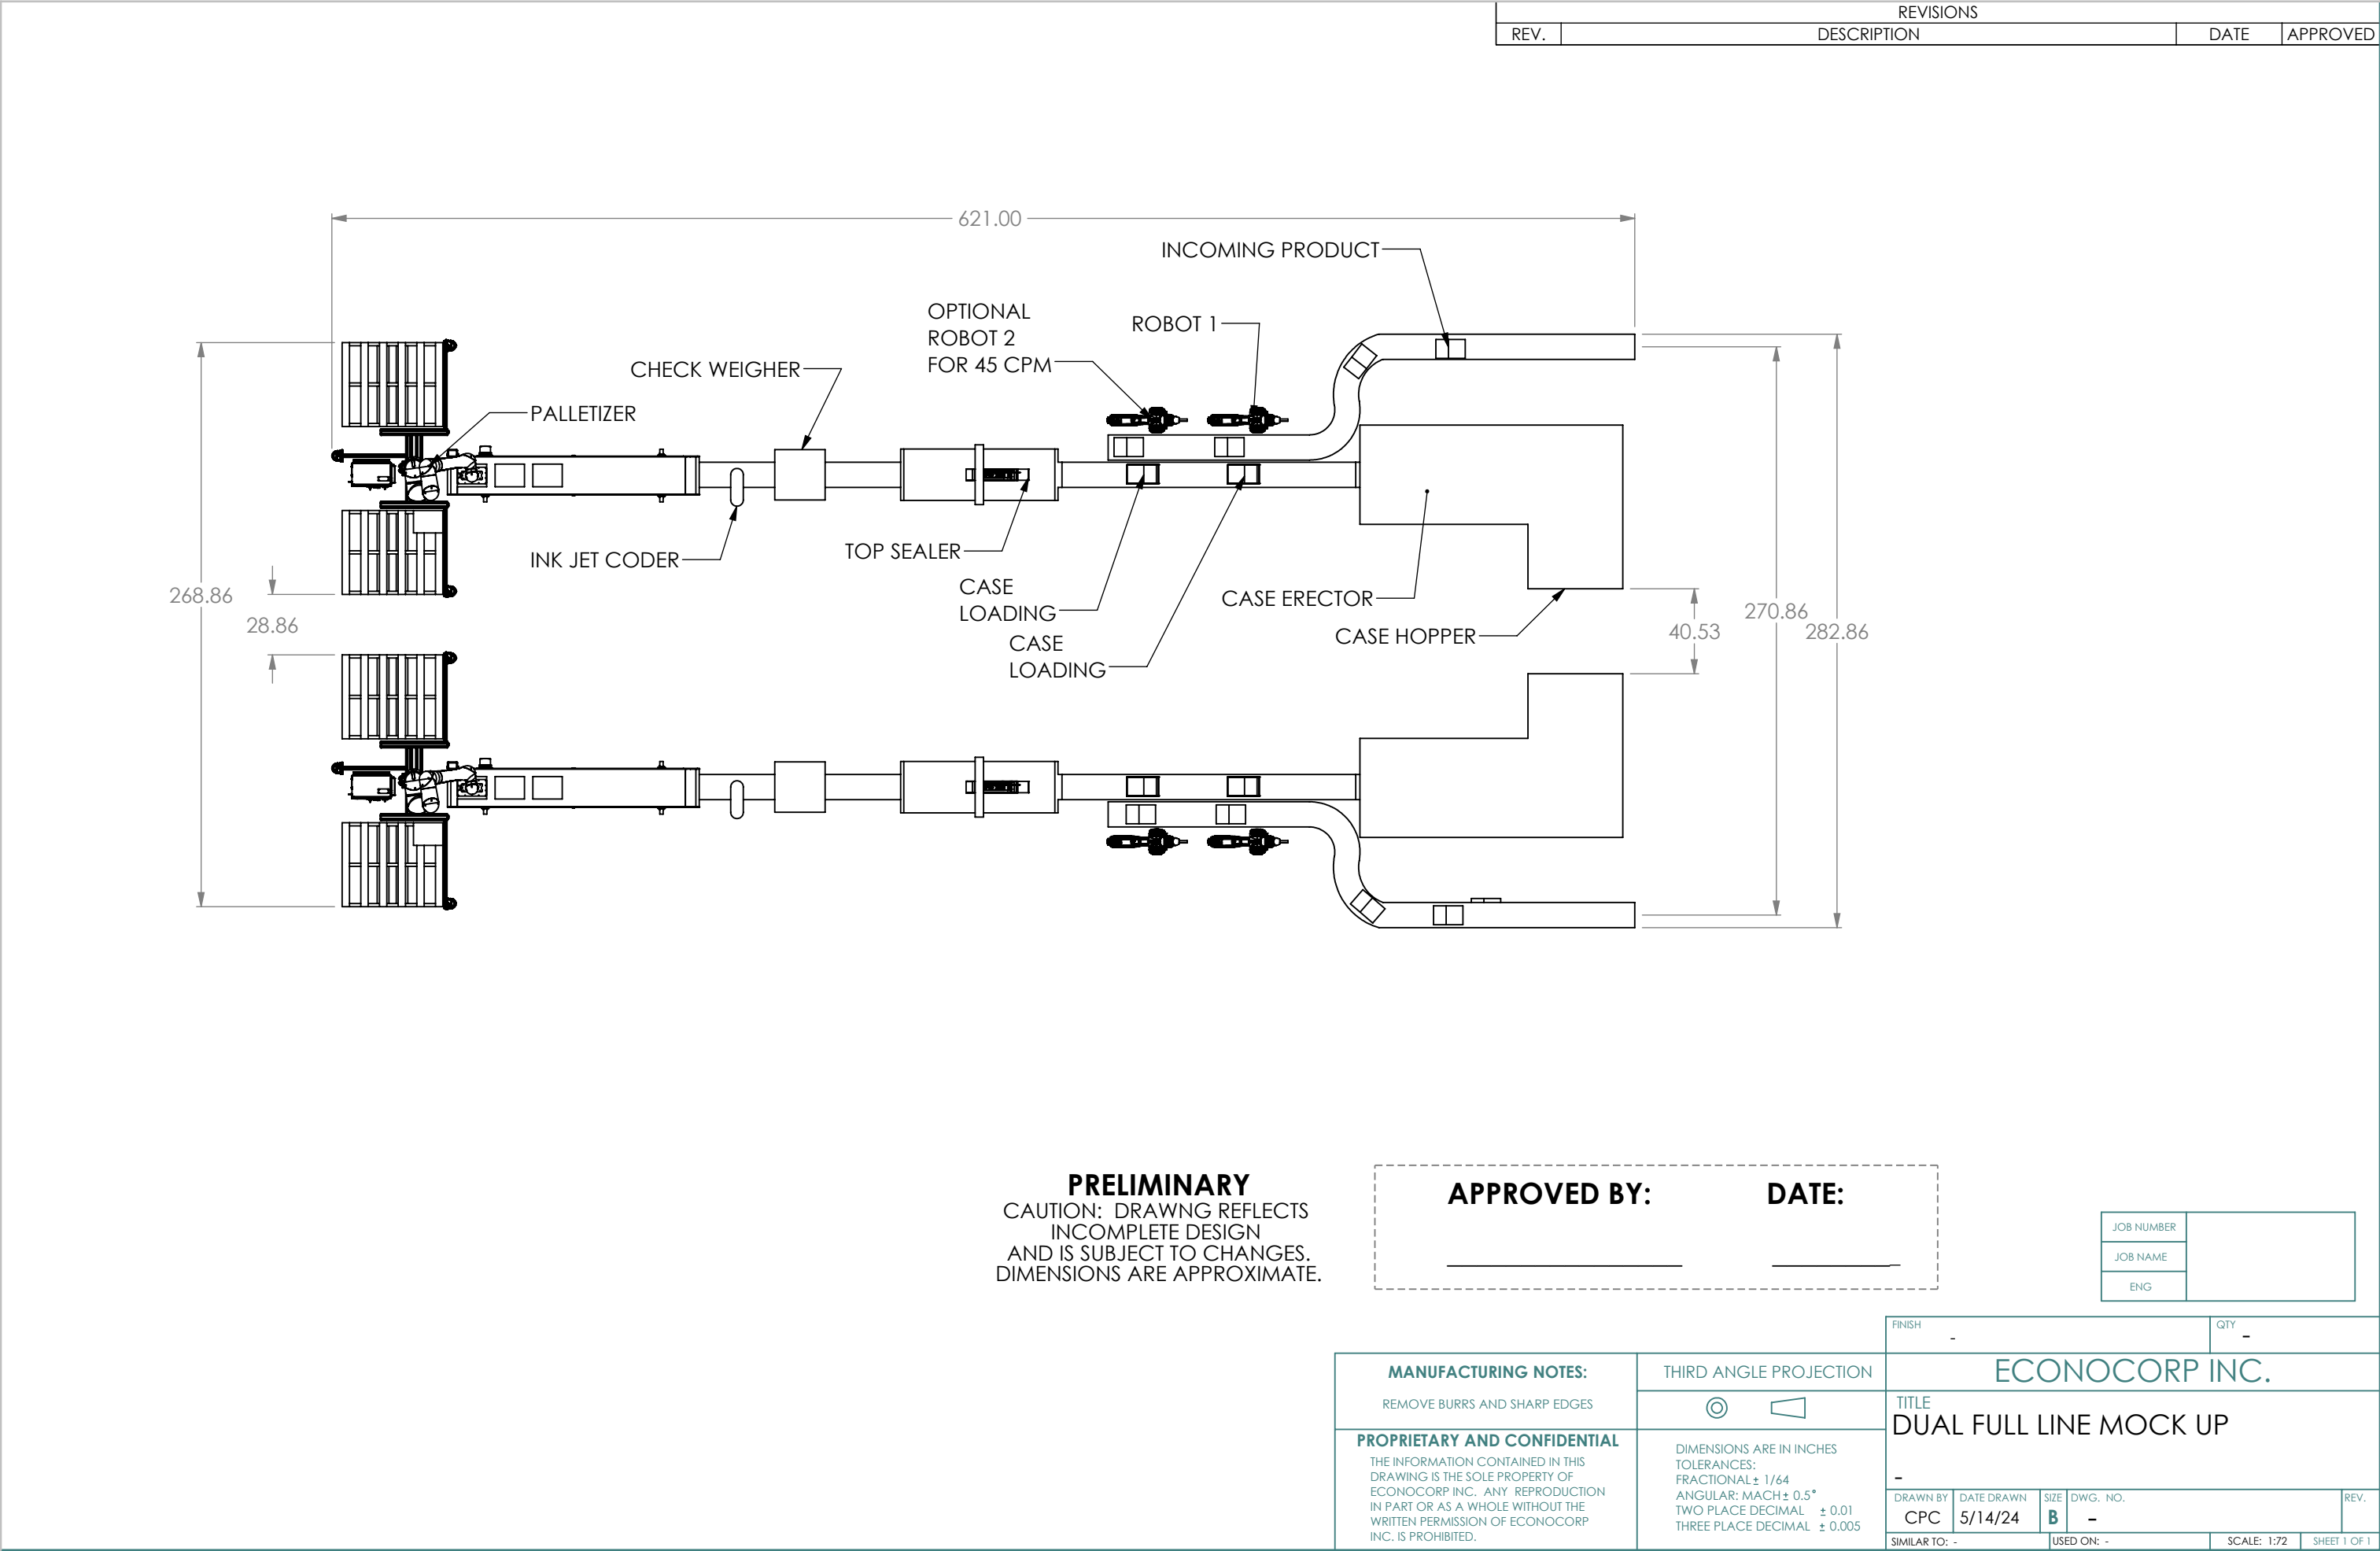 REVISIONS
REV. DESCRIPTION DATE APPROVED
621.00
INCOMING PRODUCT
OPTIONAL
ROBOT 2
FOR 45 CPM
ROBOT 1
CHECK WEIGHER
PALLETIZER
INK JET CODER
TOP SEALER
CASE
LOADING
CASE
LOADING
CASE ERECTOR
CASE HOPPER
268.86
28.86
40.53
270.86
282.86
PRELIMINARY
CAUTION: DRAWNG REFLECTS
INCOMPLETE DESIGN
AND IS SUBJECT TO CHANGES.
DIMENSIONS ARE APPROXIMATE.
APPROVED BY: DATE:
JOB NUMBER
JOB NAME
ENG
FINISH -
QTY -
MANUFACTURING NOTES:
REMOVE BURRS AND SHARP EDGES
PROPRIETARY AND CONFIDENTIAL
THE INFORMATION CONTAINED IN THIS
DRAWING IS THE SOLE PROPERTY OF
ECONOCORP INC. ANY REPRODUCTION
IN PART OR AS A WHOLE WITHOUT THE
WRITTEN PERMISSION OF ECONOCORP
INC. IS PROHIBITED.
THIRD ANGLE PROJECTION
DIMENSIONS ARE IN INCHES
TOLERANCES:
FRACTIONAL ± 1/64
ANGULAR: MACH ± 0.5°
TWO PLACE DECIMAL ± 0.01
THREE PLACE DECIMAL ± 0.005
ECONOCORP INC.
TITLE
DUAL FULL LINE MOCK UP
-
DRAWN BY DATE DRAWN SIZE DWG. NO. REV.
CPC 5/14/24 B -
SIMILAR TO: - USED ON: - SCALE: 1:72 SHEET 1 OF 1